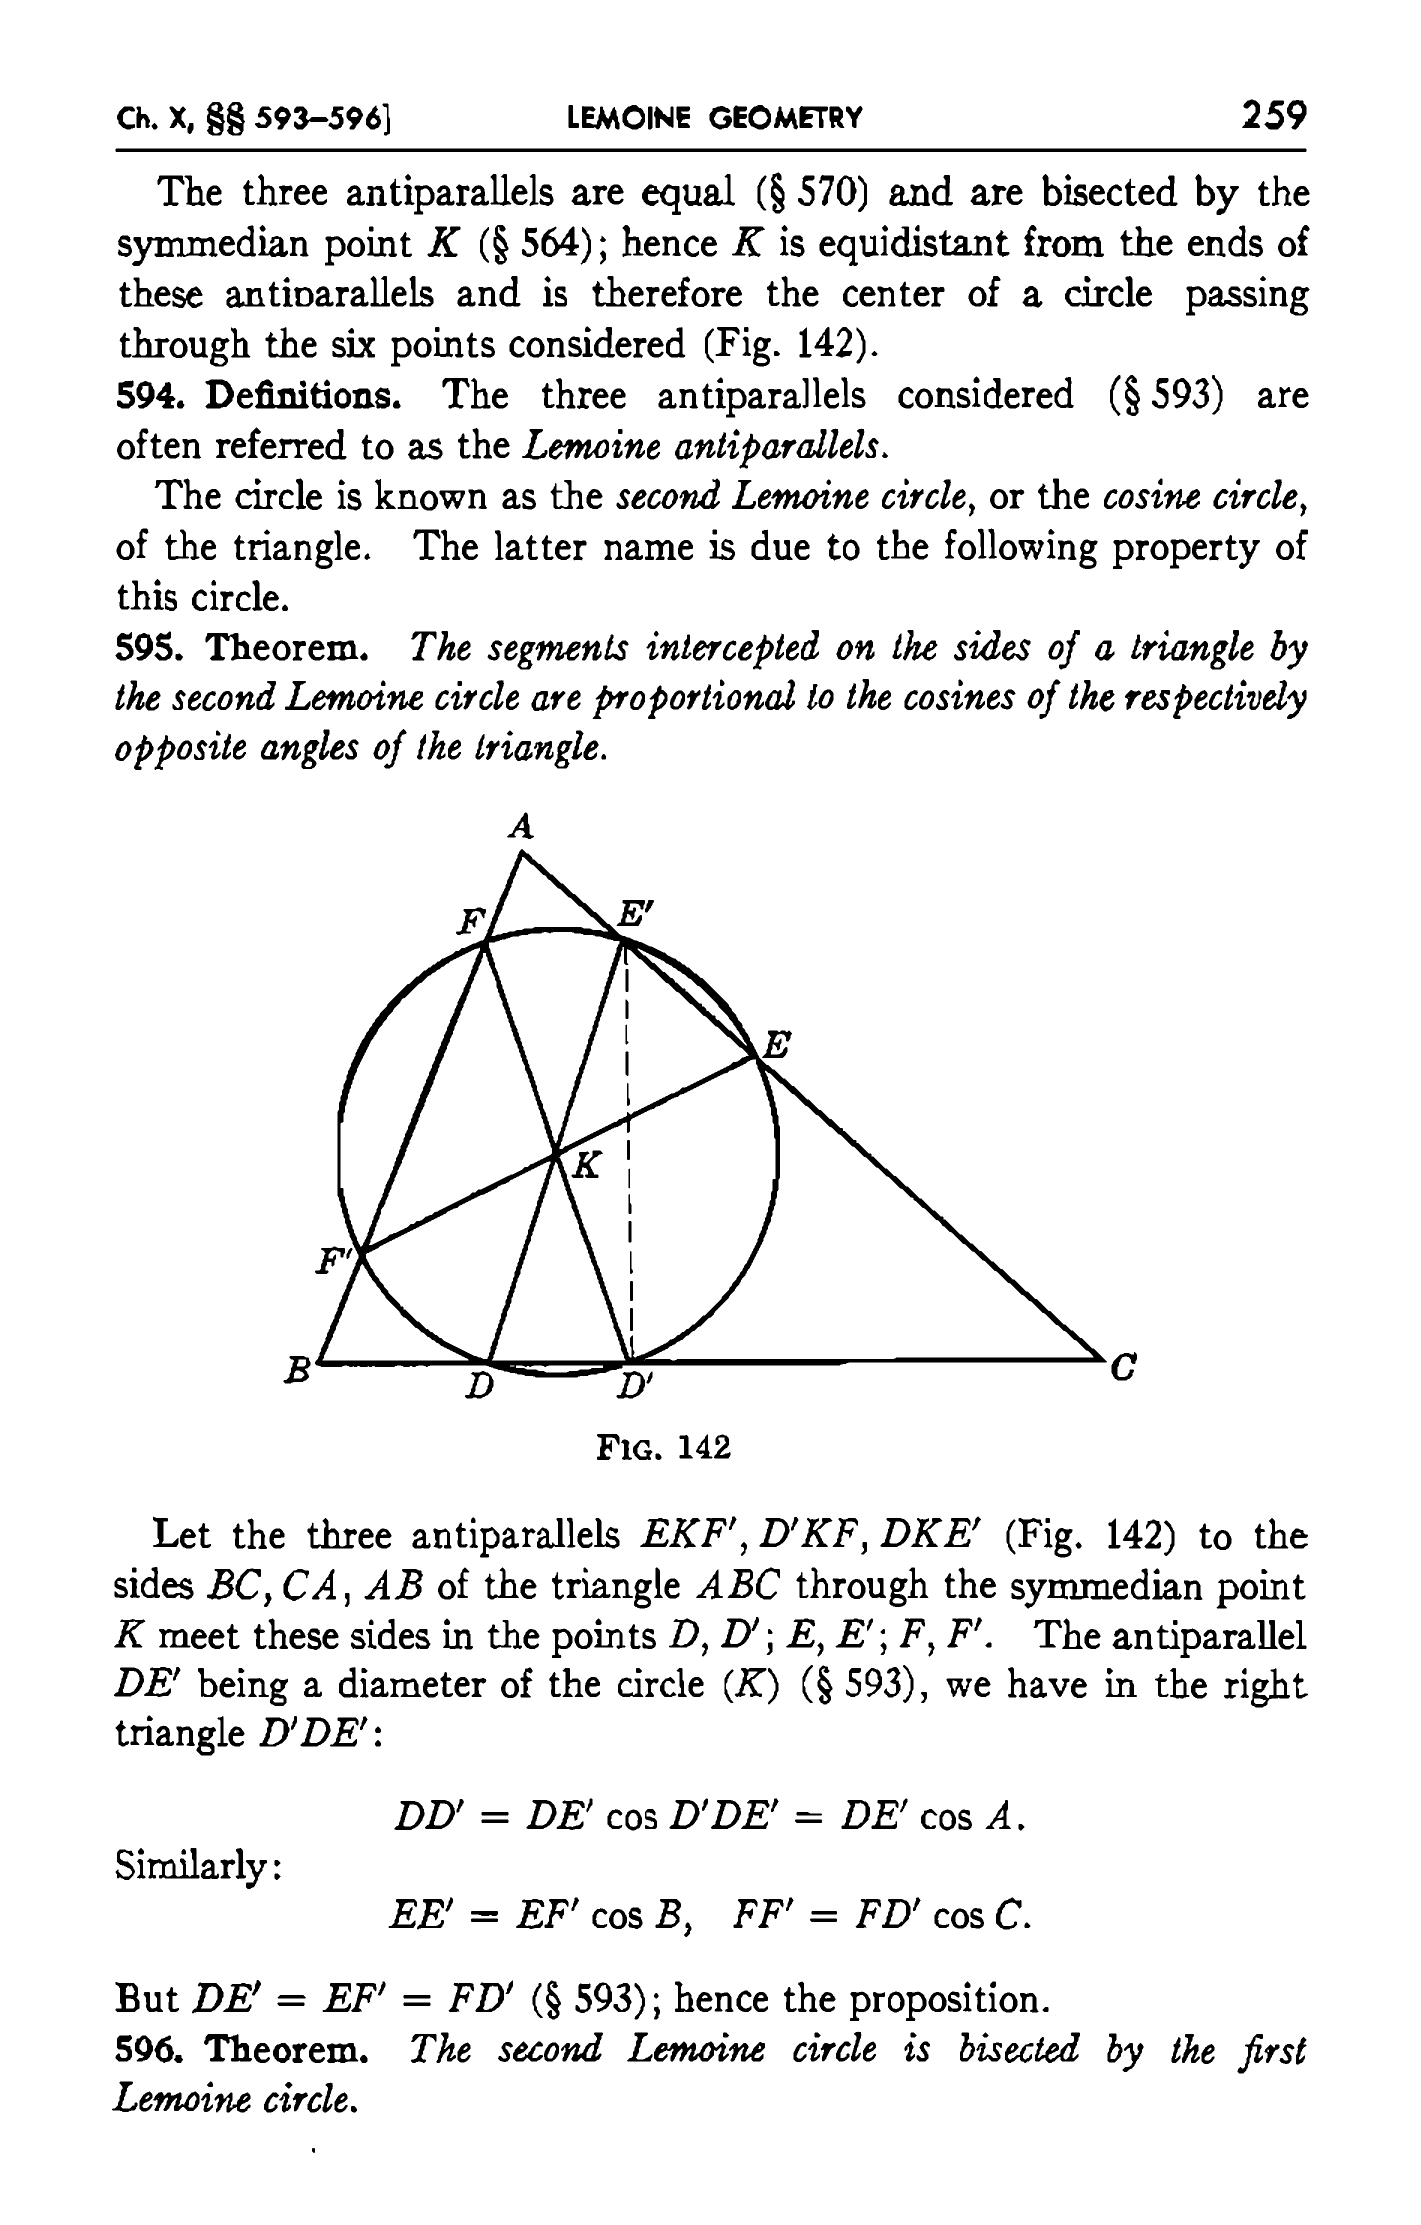 Ch. X, §§ 593–596] LEMOINE GEOMETRY 259
The three antiparallels are equal (§ 570) and are bisected by the
symmedian point K (§ 564); hence K is equidistant from the ends of
these antiparallels and is therefore the center of a circle passing
through the six points considered (Fig. 142).
594. Definitions. The three antiparallels considered (§ 593) are
often referred to as the Lemoine antiparallels.
The circle is known as the second Lemoine circle, or the cosine circle,
of the triangle. The latter name is due to the following property of
this circle.
595. Theorem. The segments intercepted on the sides of a triangle by
the second Lemoine circle are proportional to the cosines of the respectively
opposite angles of the triangle.
A
F E′
E
K
F′
B D D′ C
FIG. 142
Let the three antiparallels EKF′, D′KF, DKE′ (Fig. 142) to the
sides BC, CA, AB of the triangle ABC through the symmedian point
K meet these sides in the points D, D′; E, E′; F, F′. The antiparallel
DE′ being a diameter of the circle (K) (§ 593), we have in the right
triangle D′DE′:
DD′ = DE′ cos D′DE′ = DE′ cos A.
Similarly:
EE′ = EF′ cos B, FF′ = FD′ cos C.
But DE′ = EF′ = FD′ (§ 593); hence the proposition.
596. Theorem. The second Lemoine circle is bisected by the first
Lemoine circle.